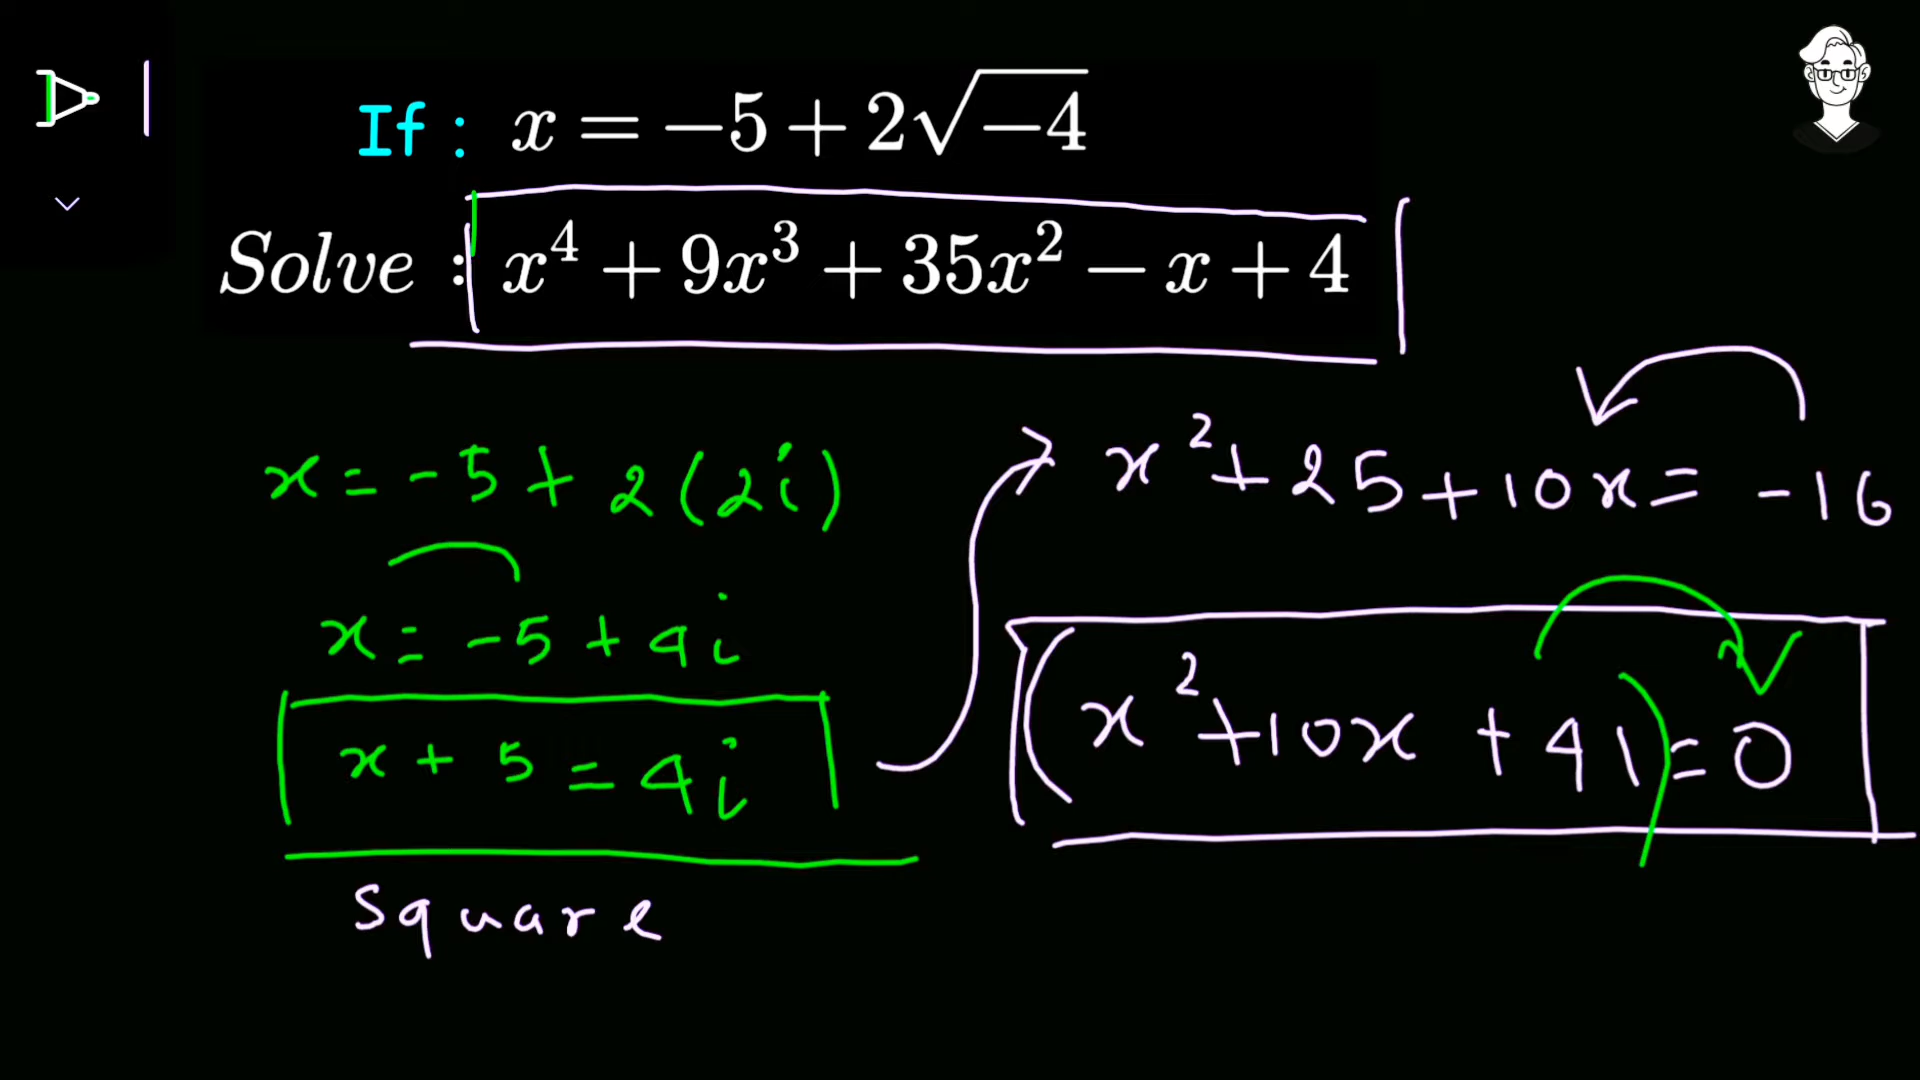 If : x = −5 + 2√−4
Solve : x⁴ + 9x³ + 35x² − x + 4
x = -5 + 2(2i)
x = -5 + 4i
x + 5 = 4i
square
x² + 25 + 10x = -16
(x² + 10x + 41) = 0